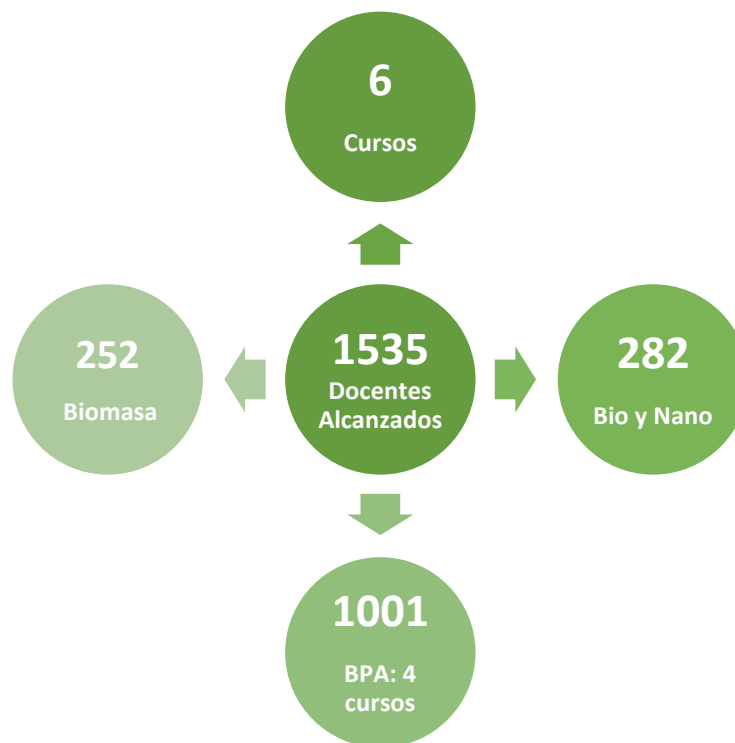 6
Cursos
252
Biomasa
1535
Docentes
Alcanzados
282
Bio y Nano
1001
BPA: 4
cursos